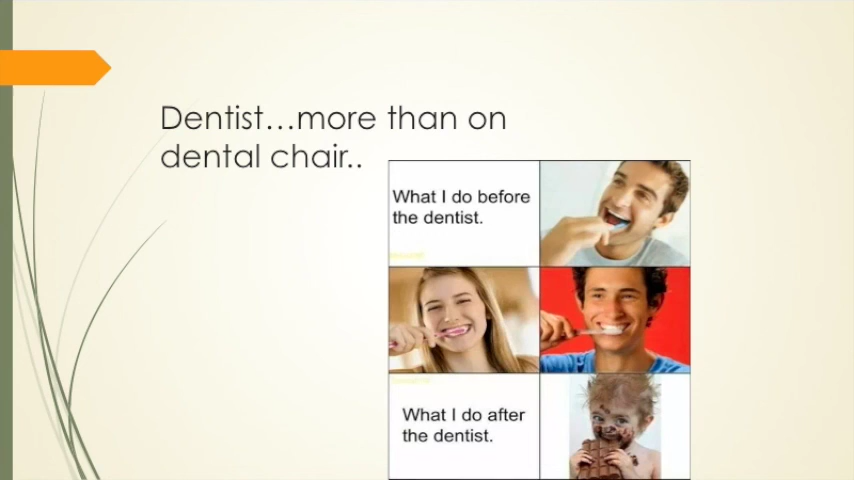 Dentist…more than on
dental chair..
What I do before
the dentist.
What I do after
the dentist.